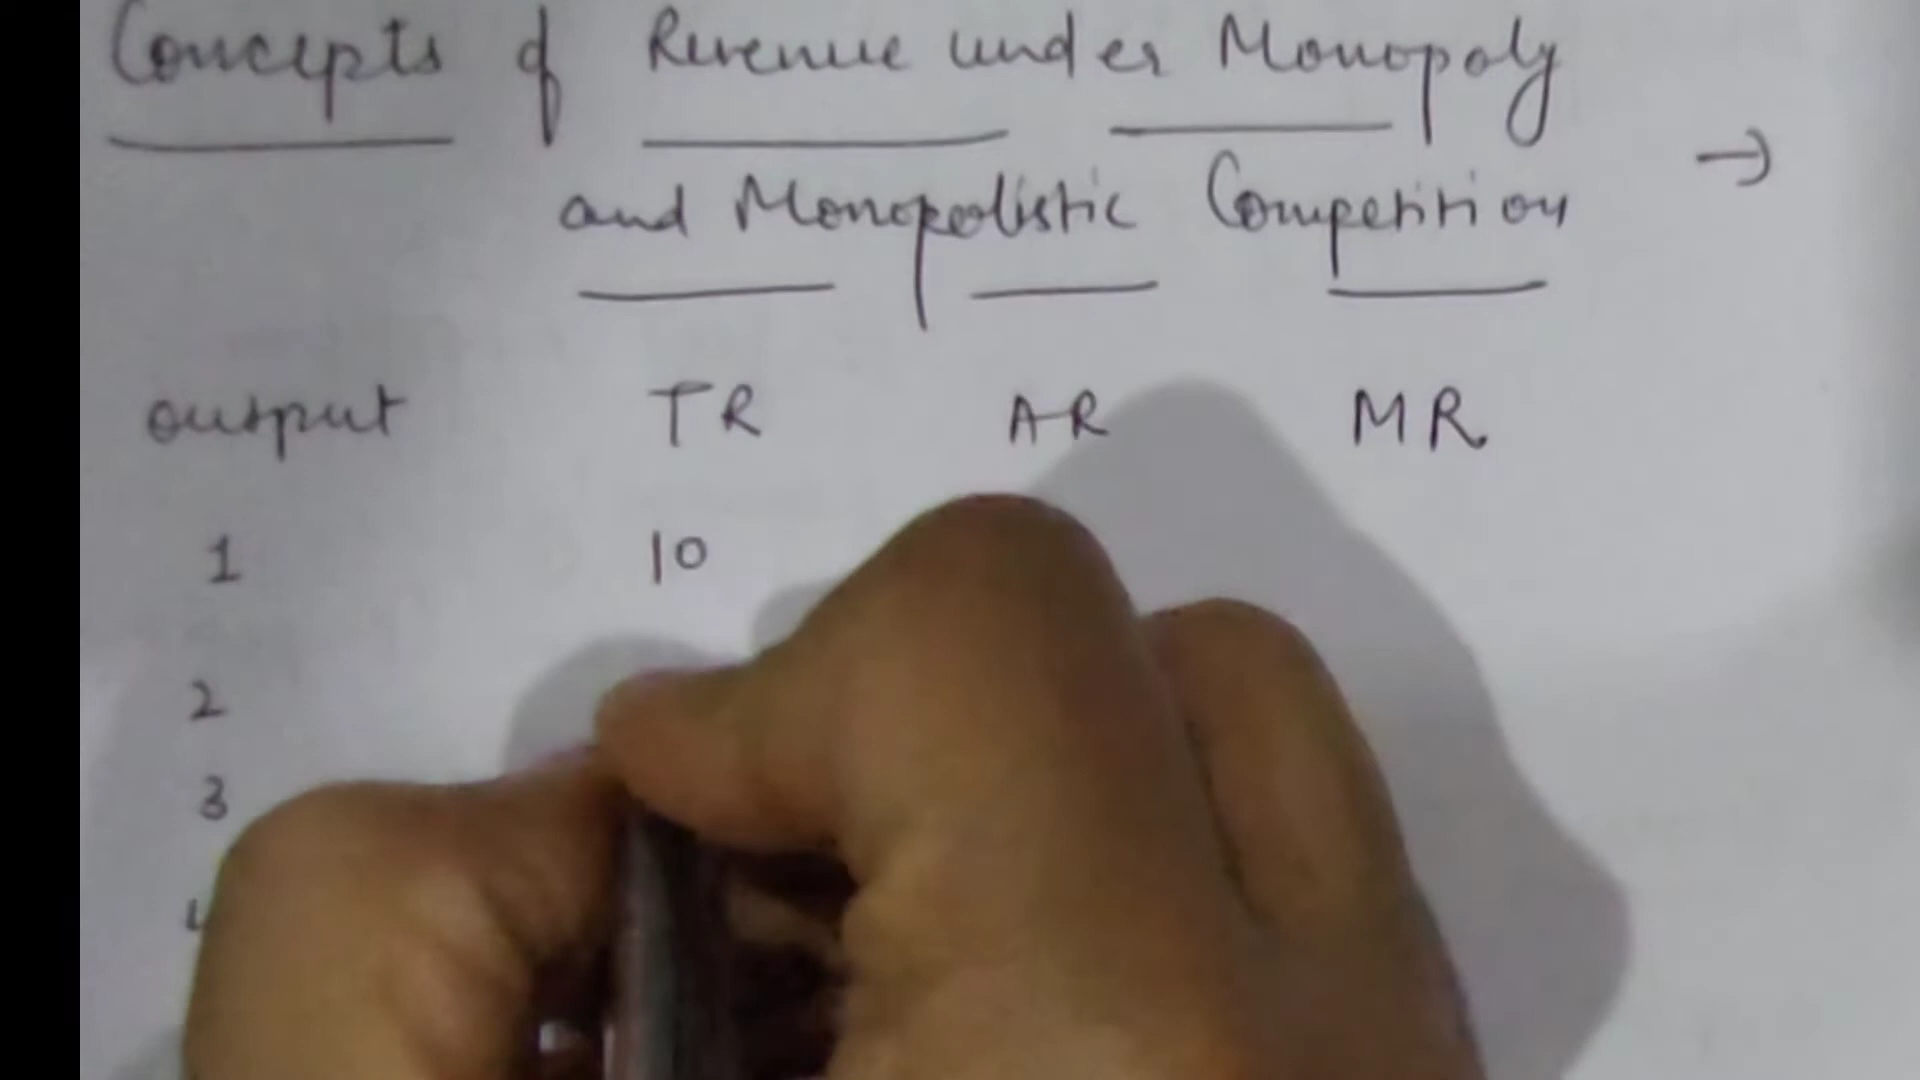 Concepts of Revenue under Monopoly
and Monopolistic Competition →
output TR AR MR
1 10
2
3